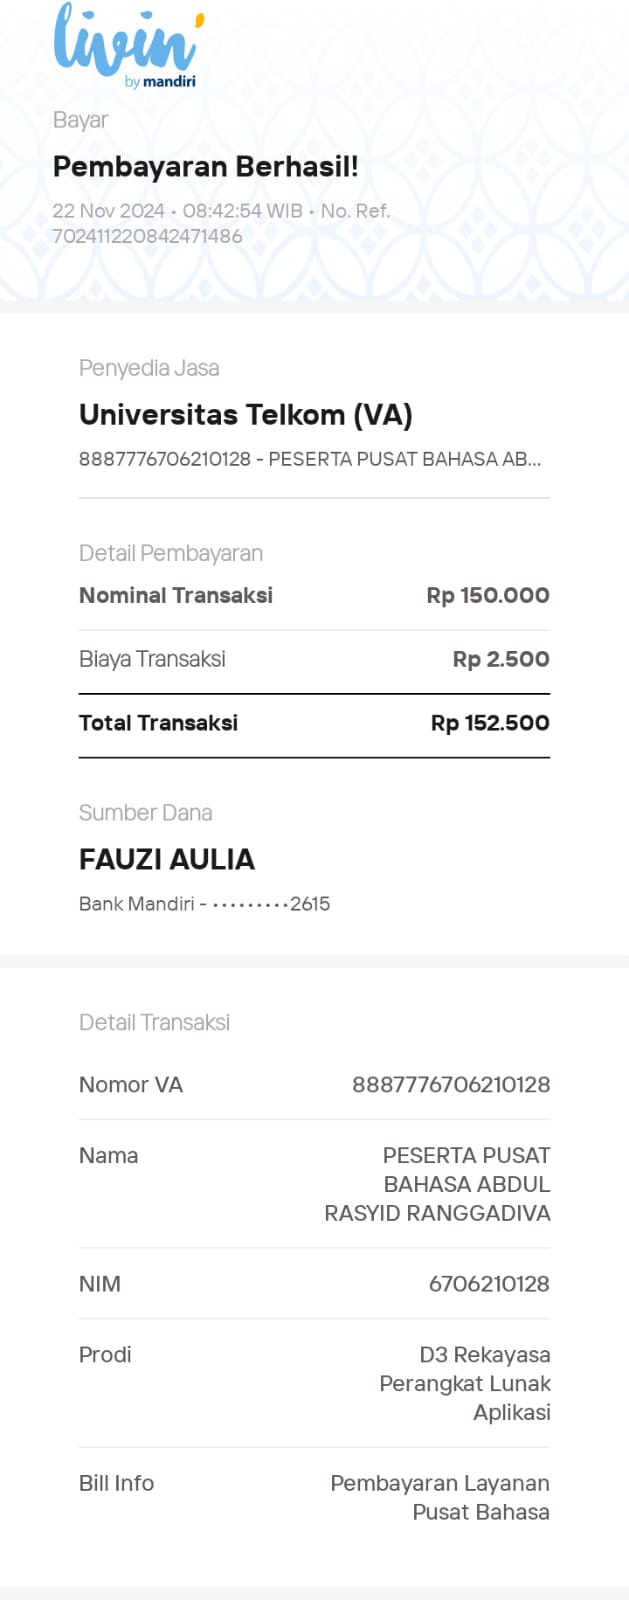 livin'
by mandiri
Bayar
Pembayaran Berhasil!
22 Nov 2024 • 08:42:54 WIB • No. Ref.
702411220842471486
Penyedia Jasa
Universitas Telkom (VA)
8887776706210128 - PESERTA PUSAT BAHASA AB...
Detail Pembayaran
Nominal Transaksi Rp 150.000
Biaya Transaksi Rp 2.500
Total Transaksi Rp 152.500
Sumber Dana
FAUZI AULIA
Bank Mandiri - •••••••••2615
Detail Transaksi
Nomor VA 8887776706210128
Nama PESERTA PUSAT
BAHASA ABDUL
RASYID RANGGADIVA
NIM 6706210128
Prodi D3 Rekayasa
Perangkat Lunak
Aplikasi
Bill Info Pembayaran Layanan
Pusat Bahasa